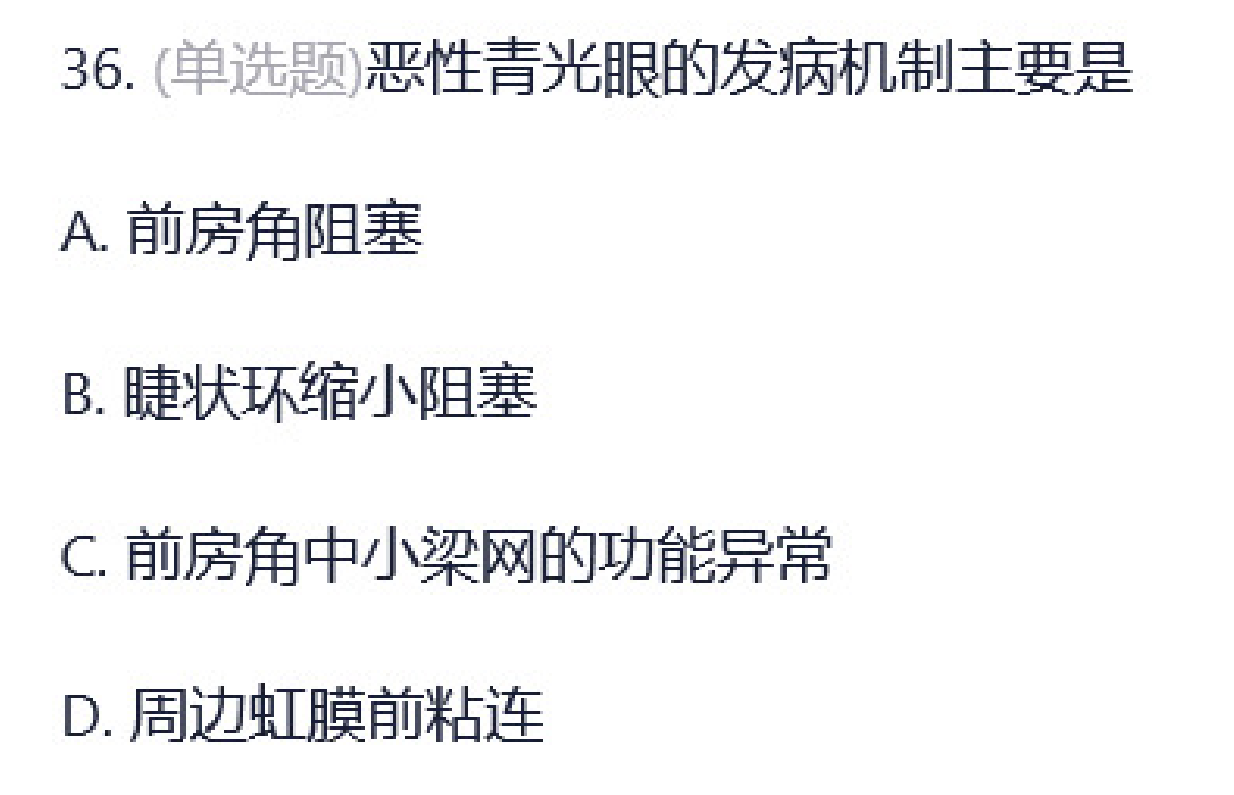 36. (单选题)恶性青光眼的发病机制主要是
A. 前房角阻塞
B. 睫状环缩小阻塞
C. 前房角中小梁网的功能异常
D. 周边虹膜前粘连